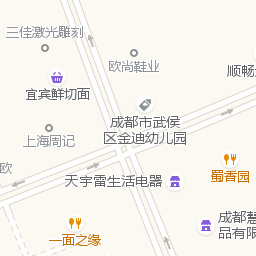 三佳激光雕刻
欧尚鞋业
顺畅
宜宾鲜切面
成都市武侯
区金迪幼儿园
上海周记
欧
蜀香园
天宇雷生活电器
成都慧
品有限
一面之缘